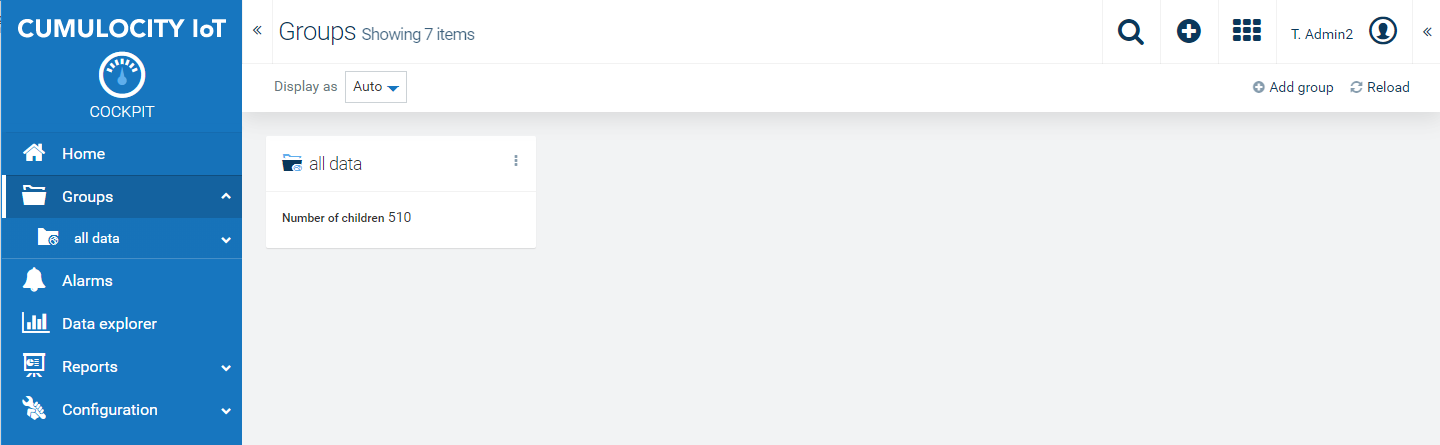 CUMULOCITY IoT
COCKPIT
Home
Groups
all data
Alarms
Data explorer
Reports
Configuration
Groups Showing 7 items
T. Admin2
Display as Auto
Add group Reload
all data
Number of children 510